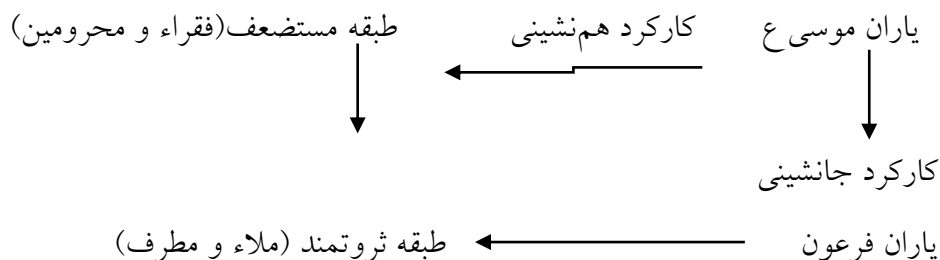 یاران موسی ع کارکرد هم‌نشینی طبقه مستضعف(فقراء و محرومین)
کارکرد جانشینی
یاران فرعون طبقه ثروتمند (ملاء و مطرف)